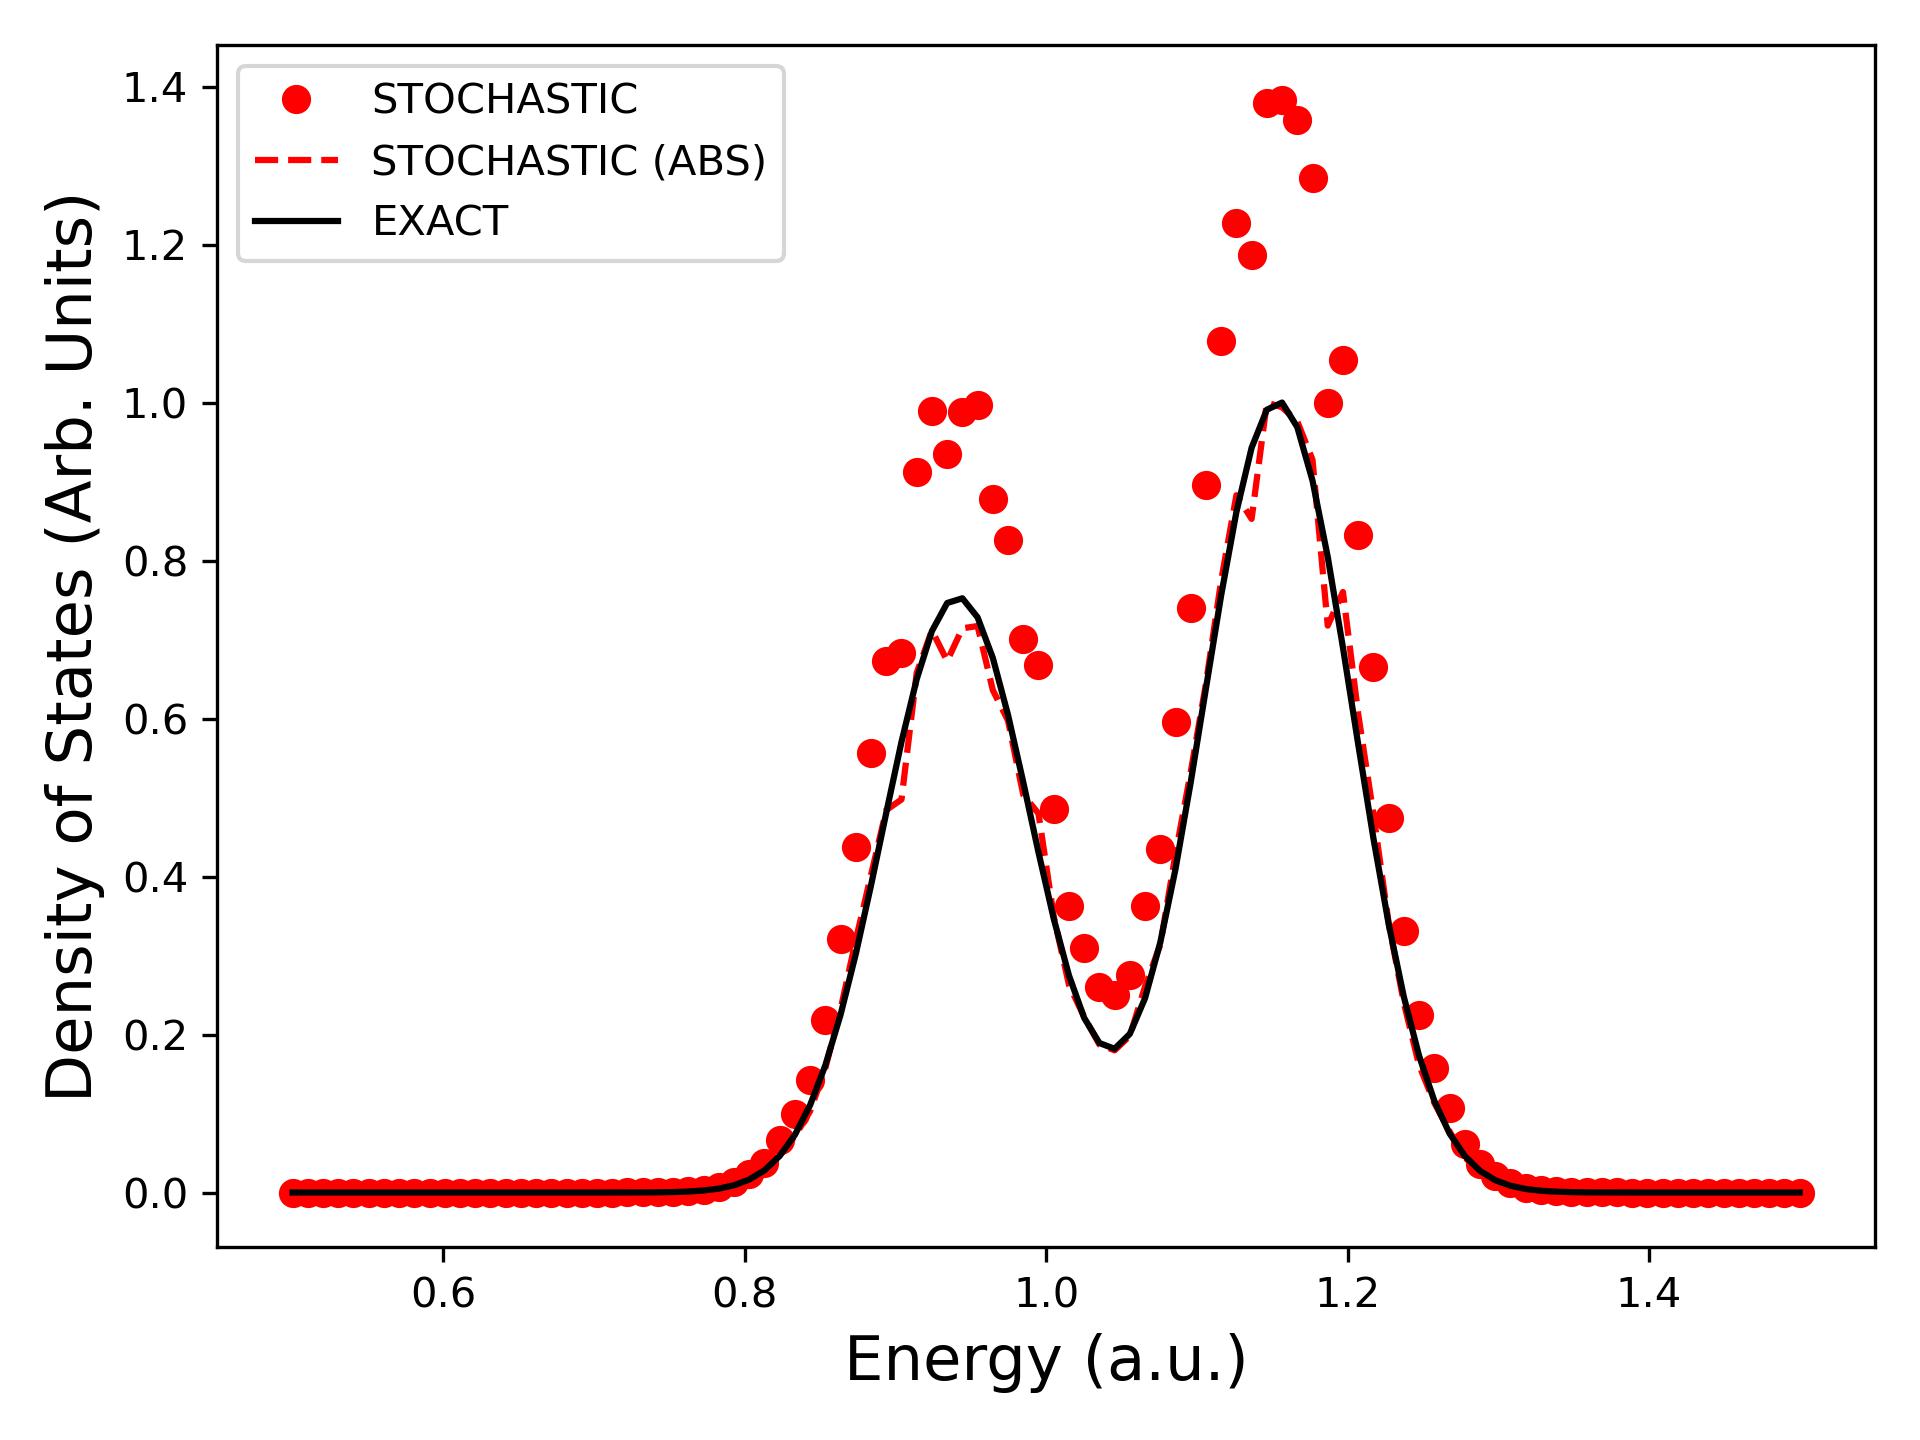 STOCHASTIC
STOCHASTIC (ABS)
EXACT
Density of States (Arb. Units)
1.4
1.2
1.0
0.8
0.6
0.4
0.2
0.0
0.6 0.8 1.0 1.2 1.4
Energy (a.u.)